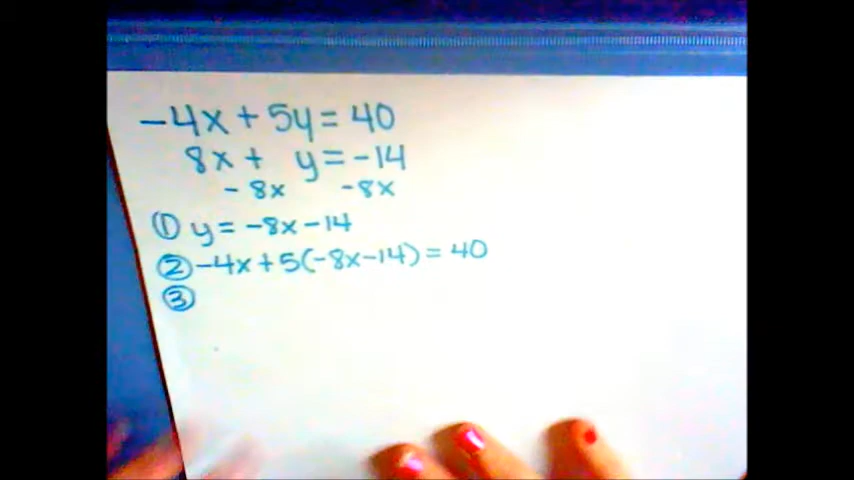 -4x + 5y = 40
8x + y = -14
-8x -8x
① y = -8x - 14
② -4x + 5(-8x - 14) = 40
③